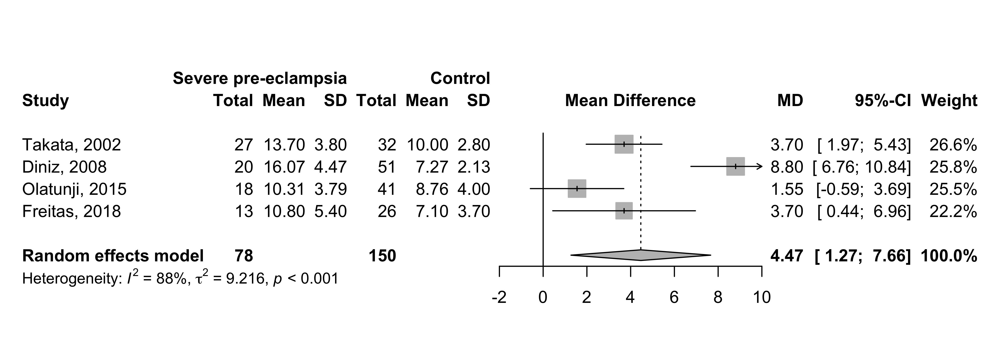 Severe pre-eclampsia Control
Study Total Mean SD Total Mean SD Mean Difference MD 95%-CI Weight
Takata, 2002 27 13.70 3.80 32 10.00 2.80 3.70 [ 1.97; 5.43] 26.6%
Diniz, 2008 20 16.07 4.47 51 7.27 2.13 8.80 [ 6.76; 10.84] 25.8%
Olatunji, 2015 18 10.31 3.79 41 8.76 4.00 1.55 [-0.59; 3.69] 25.5%
Freitas, 2018 13 10.80 5.40 26 7.10 3.70 3.70 [ 0.44; 6.96] 22.2%
Random effects model 78 150 4.47 [ 1.27; 7.66] 100.0%
Heterogeneity: I² = 88%, τ² = 9.216, p < 0.001
-2 0 2 4 6 8 10